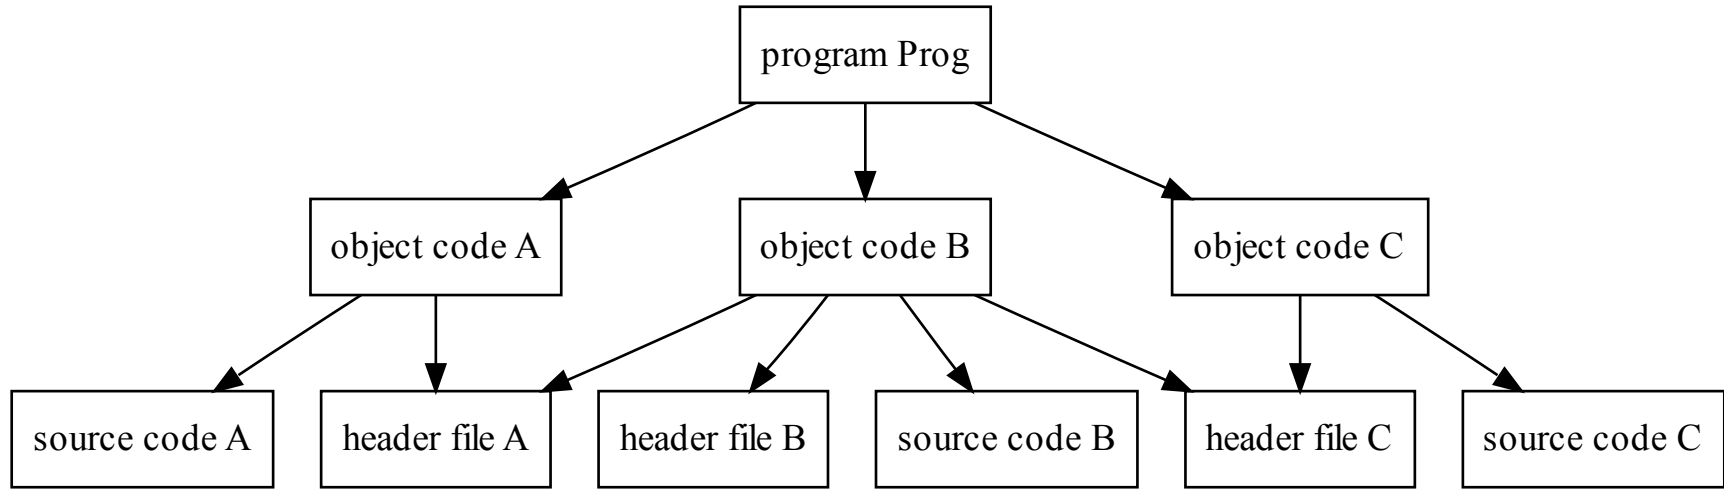 program Prog
object code A
object code B
object code C
source code A
header file A
header file B
source code B
header file C
source code C